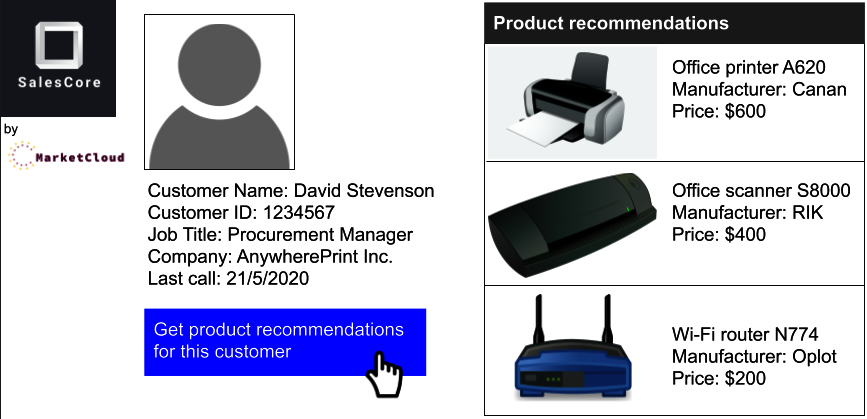 SalesCore
by
MarketCloud
Customer Name: David Stevenson
Customer ID: 1234567
Job Title: Procurement Manager
Company: AnywherePrint Inc.
Last call: 21/5/2020
Get product recommendations
for this customer
Product recommendations
Office printer A620
Manufacturer: Canan
Price: $600
Office scanner S8000
Manufacturer: RIK
Price: $400
Wi-Fi router N774
Manufacturer: Oplot
Price: $200